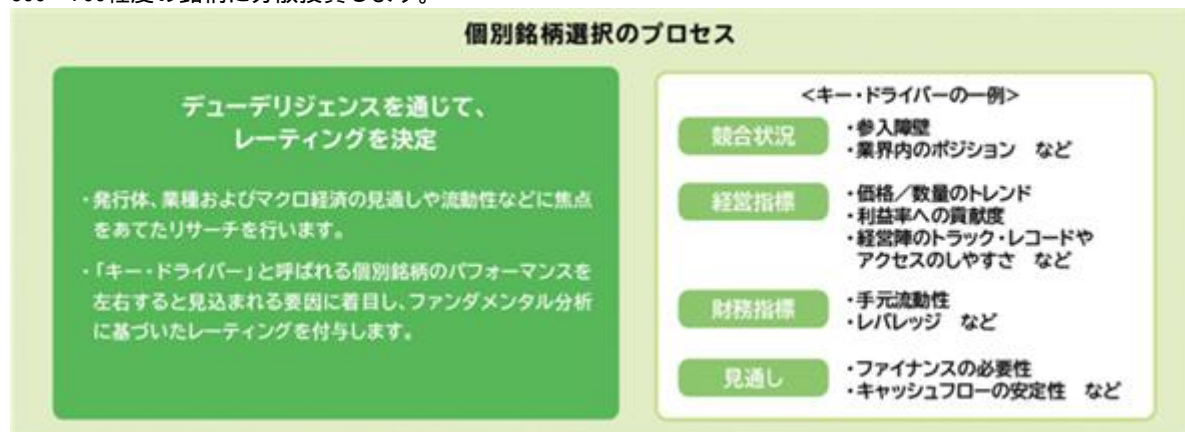 程度の銘柄に分散投資します。
個別銘柄選択のプロセス
デューデリジェンスを通じて、
レーティングを決定
・発行体、業種およびマクロ経済の見通しや流動性などに焦点
をあてたリサーチを行います。
・「キー・ドライバー」と呼ばれる個別銘柄のパフォーマンスを
左右すると見込まれる要因に着目し、ファンダメンタル分析
に基づいたレーティングを付与します。
<キー・ドライバーの一例>
競合状況
・参入障壁
・業界内のポジション など
経営指標
・価格／数量のトレンド
・利益率への貢献度
・経営陣のトラック・レコードや
アクセスのしやすさ など
財務指標
・手元流動性
・レバレッジ など
見通し
・ファイナンスの必要性
・キャッシュフローの安定性 など